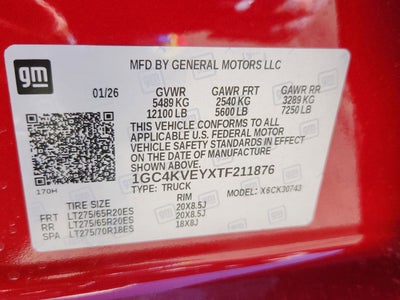 gm
MFD BY GENERAL MOTORS LLC
01/26 GVWR GAWR FRT GAWR RR
5489 KG 2540 KG 3289 KG
12100 LB 5600 LB 7250 LB
THIS VEHICLE CONFORMS TO ALL
APPLICABLE U.S. FEDERAL MOTOR
VEHICLE SAFETY STANDARDS IN EFFECT
ON THE DATE OF MANUFACTURE
SHOWN ABOVE.
170H 1GC4KVEYXTF211876
TYPE: TRUCK MODEL: X6CK30743
TIRE SIZE RIM
FRT LT275/65R20ES 20X8.5J
RR LT275/65R20ES 20X8.5J
SPA LT275/70R18ES 18X8J